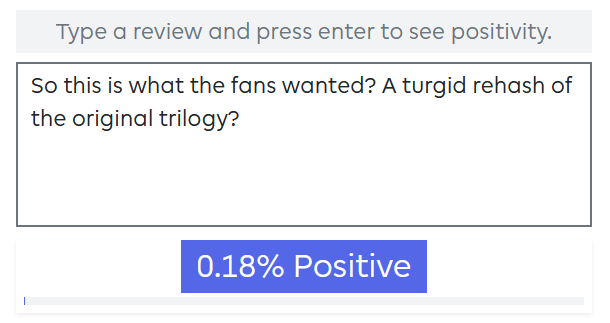 Type a review and press enter to see positivity.
So this is what the fans wanted? A turgid rehash of
the original trilogy?
0.18% Positive